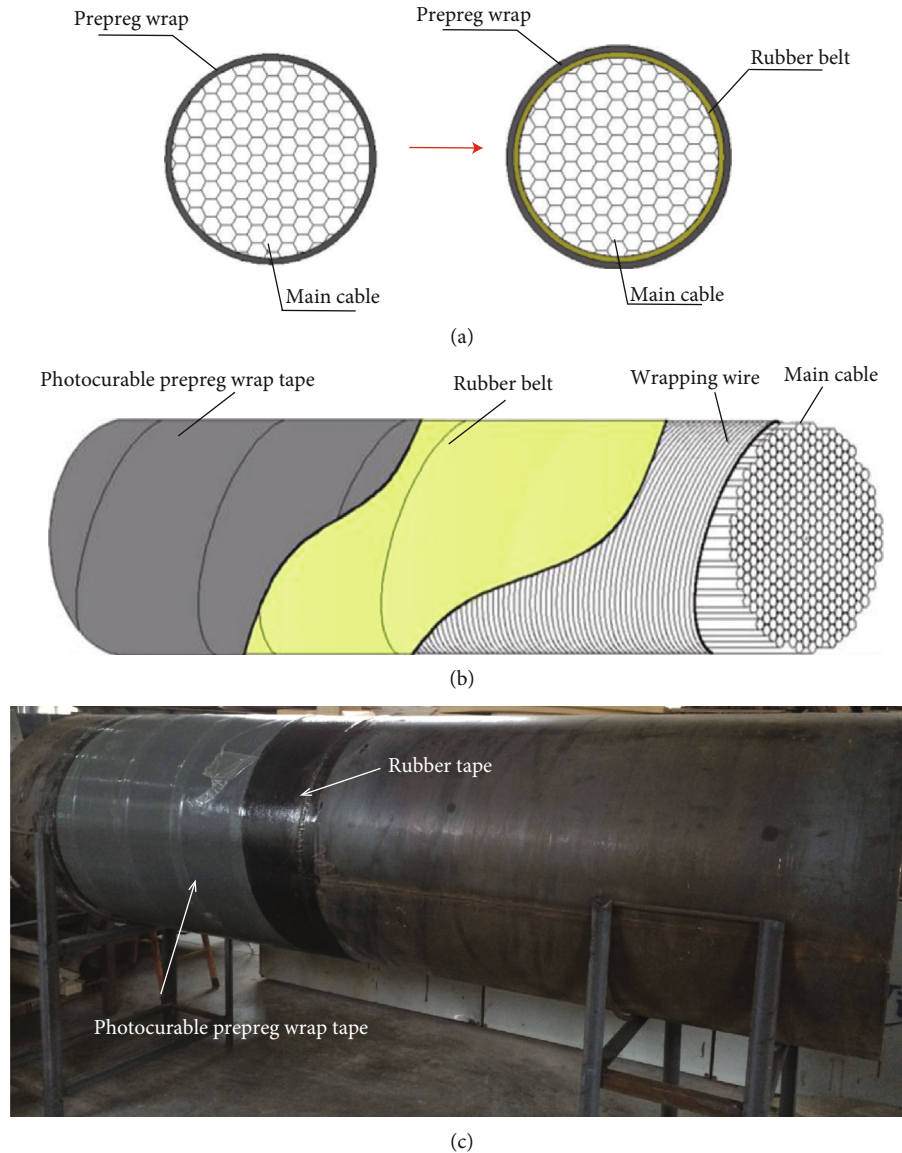 Prepreg wrap
Prepreg wrap
Rubber belt
Main cable
Main cable
(a)
Photocurable prepreg wrap tape
Rubber belt
Wrapping wire
Main cable
(b)
Rubber tape
Photocurable prepreg wrap tape
(c)